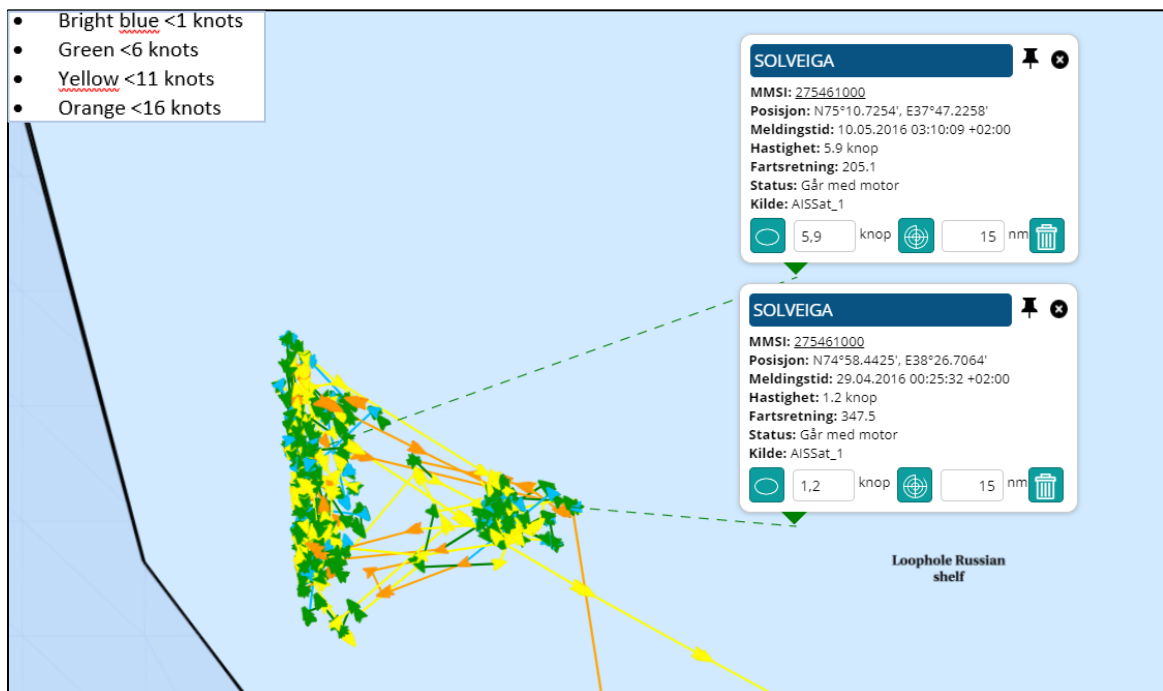 • Bright blue <1 knots
• Green <6 knots
• Yellow <11 knots
• Orange <16 knots
SOLVEIGA
MMSI: 275461000
Posisjon: N75°10.7254', E37°47.2258'
Meldingstid: 10.05.2016 03:10:09 +02:00
Hastighet: 5.9 knop
Fartsretning: 205.1
Status: Går med motor
Kilde: AISSat_1
5,9 knop 15 nm
SOLVEIGA
MMSI: 275461000
Posisjon: N74°58.4425', E38°26.7064'
Meldingstid: 29.04.2016 00:25:32 +02:00
Hastighet: 1.2 knop
Fartsretning: 347.5
Status: Går med motor
Kilde: AISSat_1
1,2 knop 15 nm
Loophole Russian
shelf